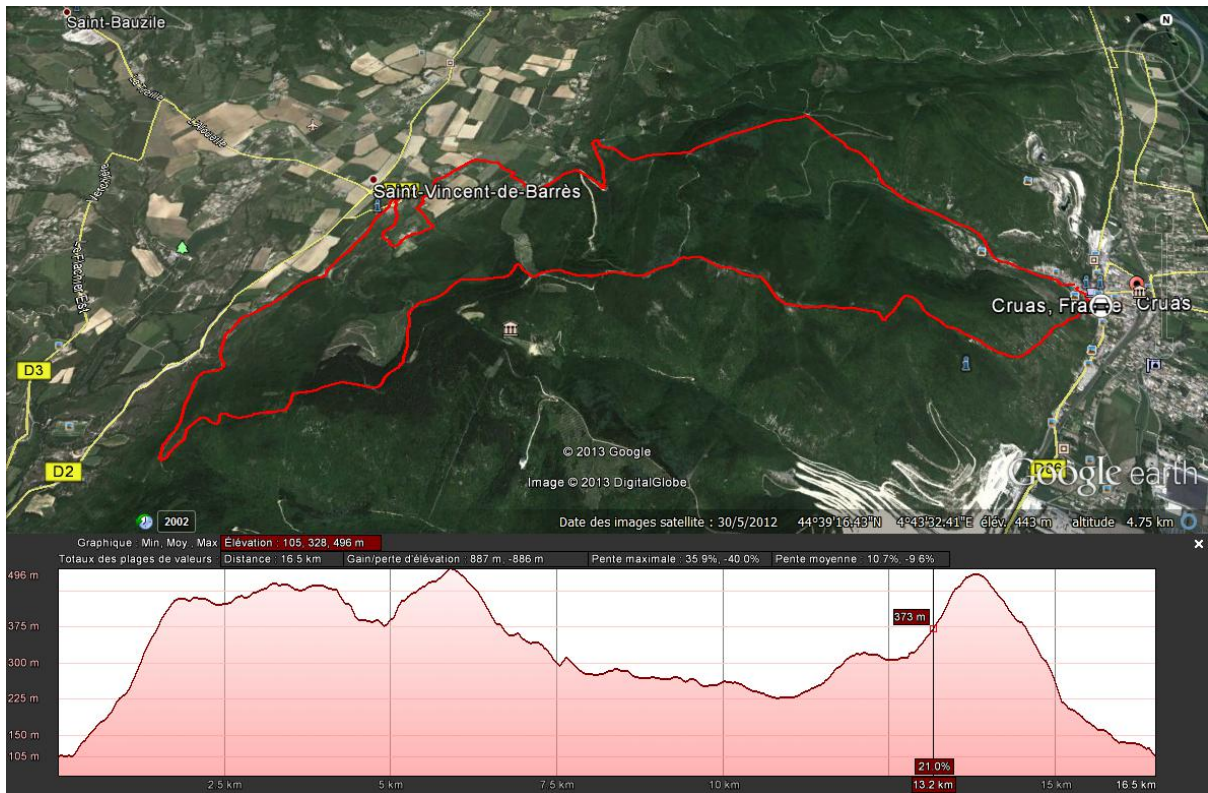 Saint-Bauzile
N
Saint-Vincent-de-Barrès
Cruas, France
Cruas
D3
D2
© 2013 Google
Image © 2013 DigitalGlobe
Google earth
2002
Date des images satellite : 30/5/2012 44°39'16.43"N 4°43'32.41"E élév. 443 m altitude 4.75 km
Graphique : Min, Moy., Max Élévation : 105, 328, 496 m
Totaux des plages de valeurs Distance : 16.5 km Gain/perte d'élévation : 887 m, -886 m Pente maximale : 35.9%, -40.0% Pente moyenne : 10.7%, -9.6%
496 m
375 m
300 m
225 m
150 m
105 m
373 m
21.0%
2.5 km 5 km 7.5 km 10 km 13.2 km 15 km 16.5 km